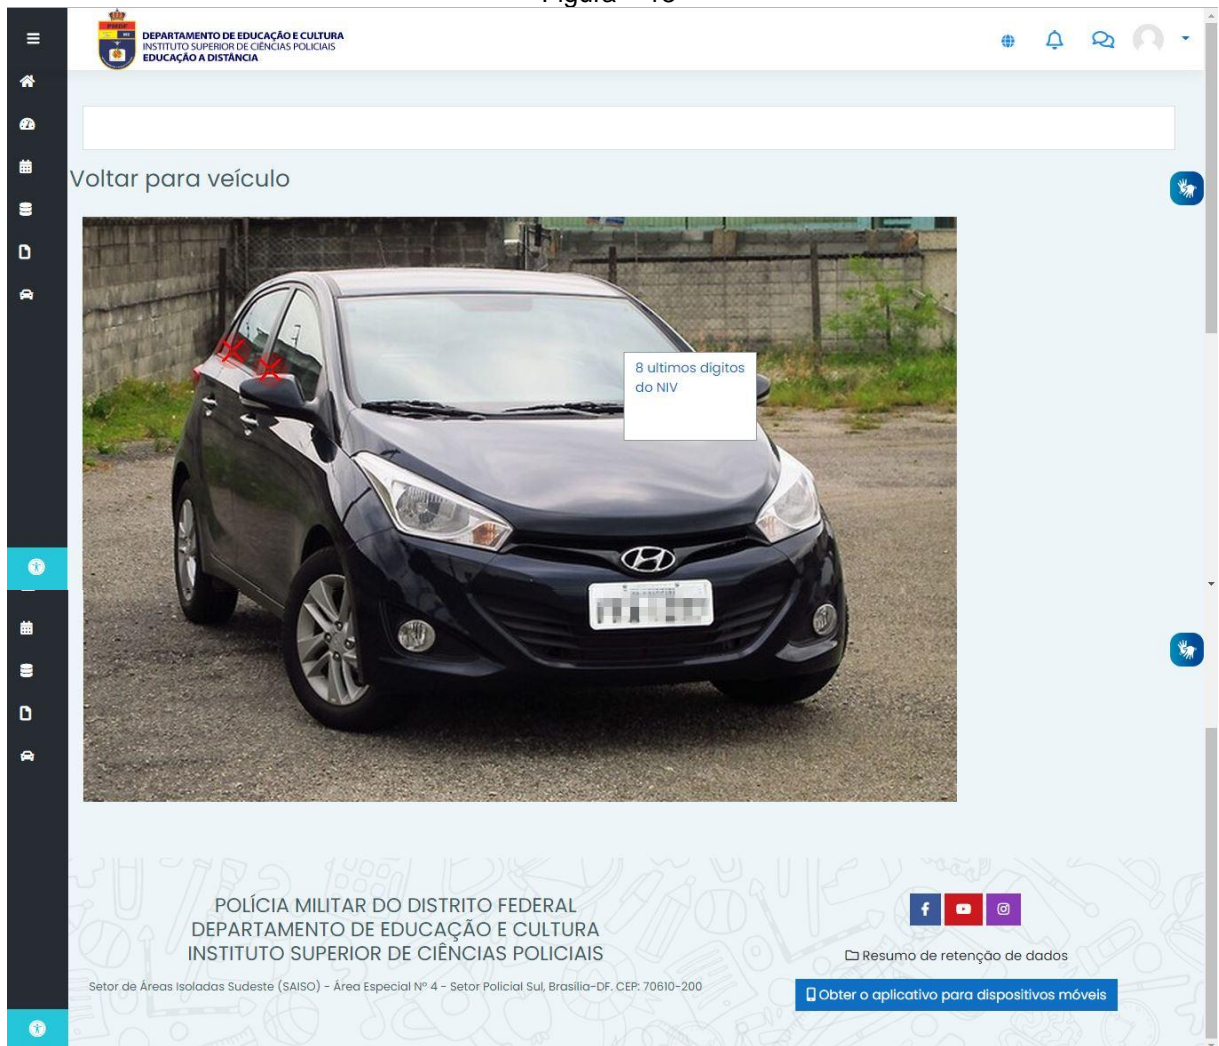 DEPARTAMENTO DE EDUCAÇÃO E CULTURA
INSTITUTO SUPERIOR DE CIÊNCIAS POLICIAIS
EDUCAÇÃO A DISTÂNCIA
Voltar para veículo
8 ultimos dígitos
do NIV
POLÍCIA MILITAR DO DISTRITO FEDERAL
DEPARTAMENTO DE EDUCAÇÃO E CULTURA
INSTITUTO SUPERIOR DE CIÊNCIAS POLICIAIS
Setor de Áreas Isoladas Sudeste (SAISO) - Área Especial Nº 4 - Setor Policial Sul, Brasília-DF. CEP: 70610-200
Resumo de retenção de dados
Obter o aplicativo para dispositivos móveis